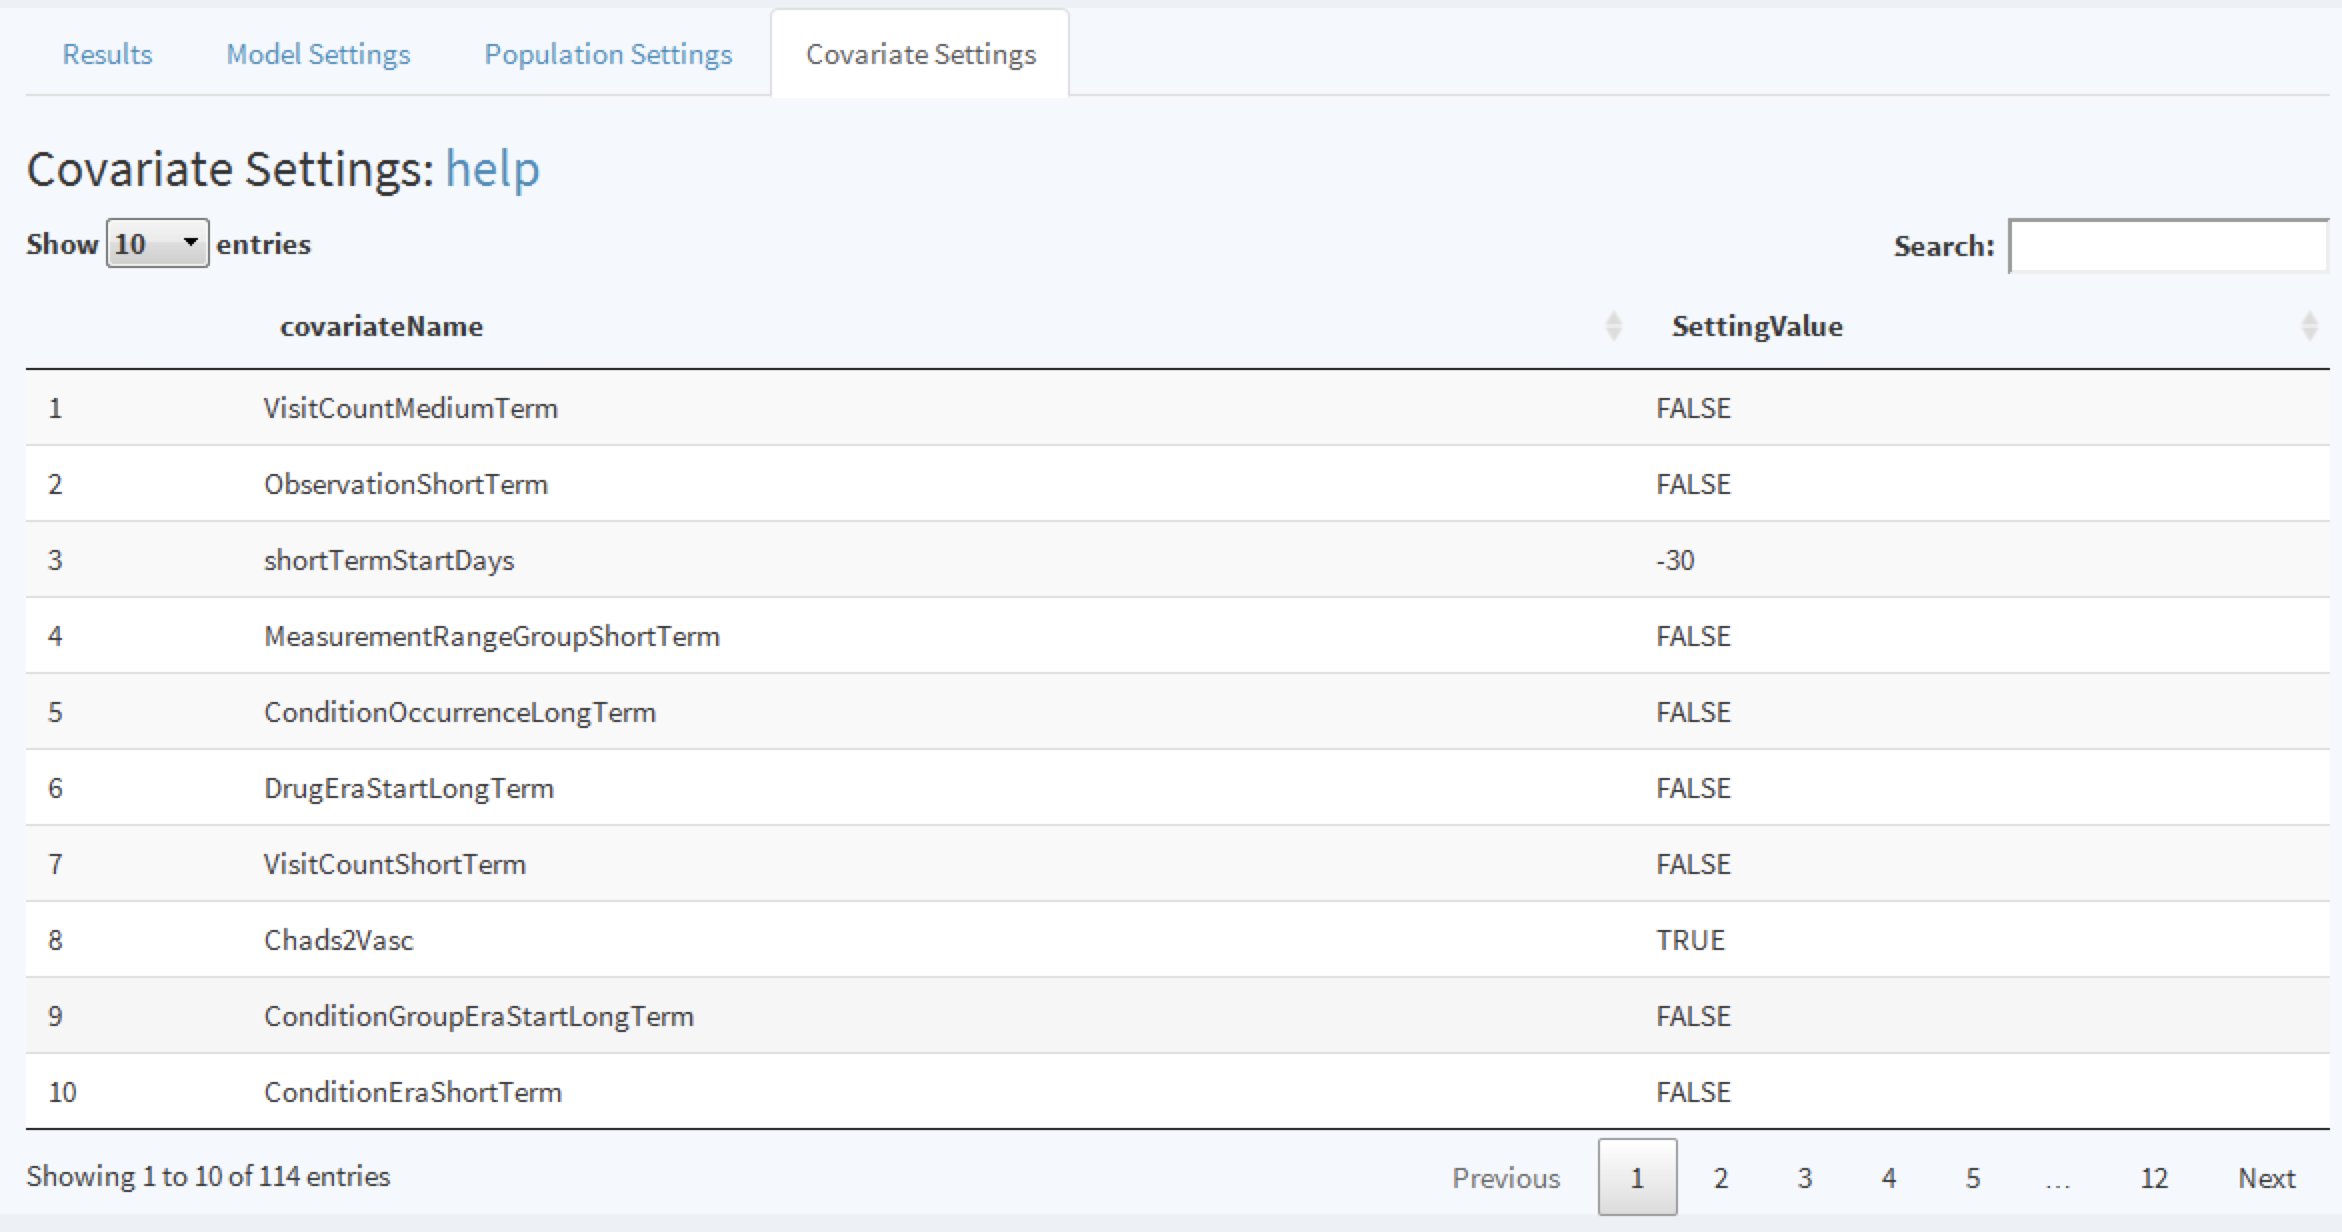 Results Model Settings Population Settings Covariate Settings
Covariate Settings: help
Show 10 entries Search:
covariateName SettingValue
1 VisitCountMediumTerm FALSE
2 ObservationShortTerm FALSE
3 shortTermStartDays -30
4 MeasurementRangeGroupShortTerm FALSE
5 ConditionOccurrenceLongTerm FALSE
6 DrugEraStartLongTerm FALSE
7 VisitCountShortTerm FALSE
8 Chads2Vasc TRUE
9 ConditionGroupEraStartLongTerm FALSE
10 ConditionEraShortTerm FALSE
Showing 1 to 10 of 114 entries Previous 1 2 3 4 5 … 12 Next